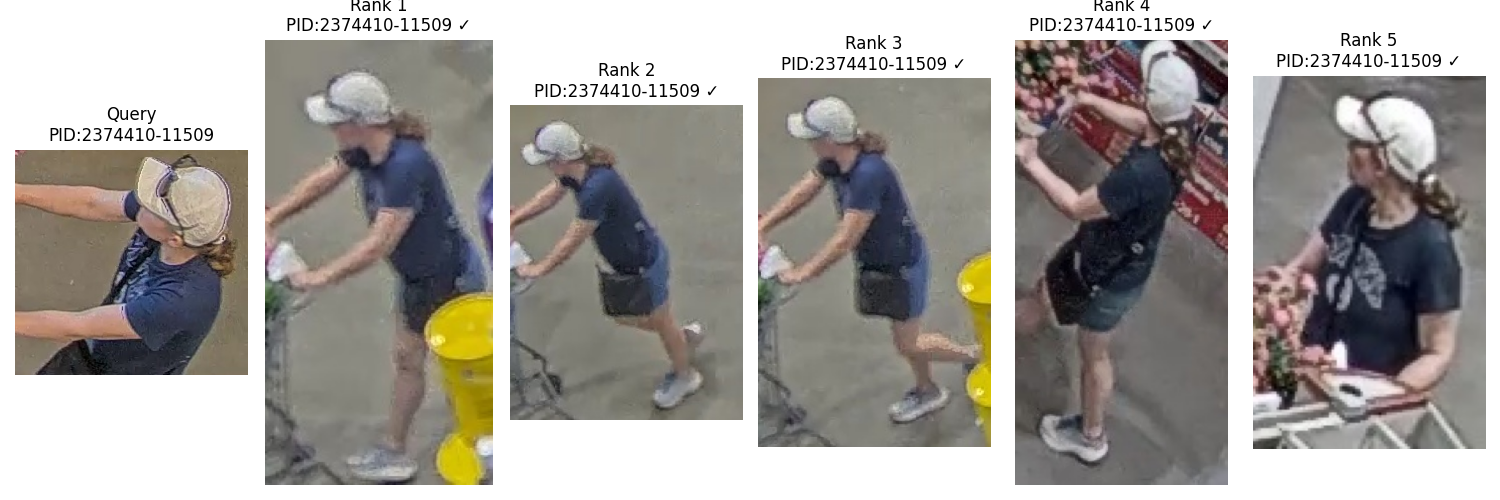 Query
PID:2374410-11509
Rank 1
PID:2374410-11509 ✓
Rank 2
PID:2374410-11509 ✓
Rank 3
PID:2374410-11509 ✓
Rank 4
PID:2374410-11509 ✓
Rank 5
PID:2374410-11509 ✓